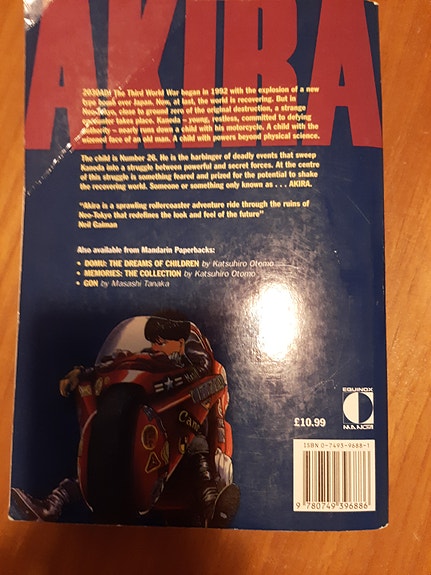 AKIRA
2030AD! The Third World War began in 1992 with the explosion of a new
type bomb over Japan. Now, at last, the world is recovering. But in
Neo-Tokyo, close to ground zero of the original destruction, a strange
encounter takes place. Kaneda – young, restless, committed to defying
authority – nearly runs down a child with his motorcycle. A child with the
wizened face of an old man. A child with powers beyond physical science.
The child is Number 26. He is the harbinger of deadly events that sweep
Kaneda into a struggle between powerful and secret forces. At the centre
of this struggle is something feared and prized for the potential to shake
the recovering world. Someone or something only known as . . . AKIRA.
"Akira is a sprawling rollercoaster adventure ride through the ruins of
Neo-Tokyo that redefines the look and feel of the future"
Neil Gaiman
Also available from Mandarin Paperbacks:
• DOMU: THE DREAMS OF CHILDREN by Katsuhiro Otomo
• MEMORIES: THE COLLECTION by Katsuhiro Otomo
• GON by Masashi Tanaka
EQUINOX
MANGA
£10.99
ISBN 0-7493-9688-1
9 780749 396886